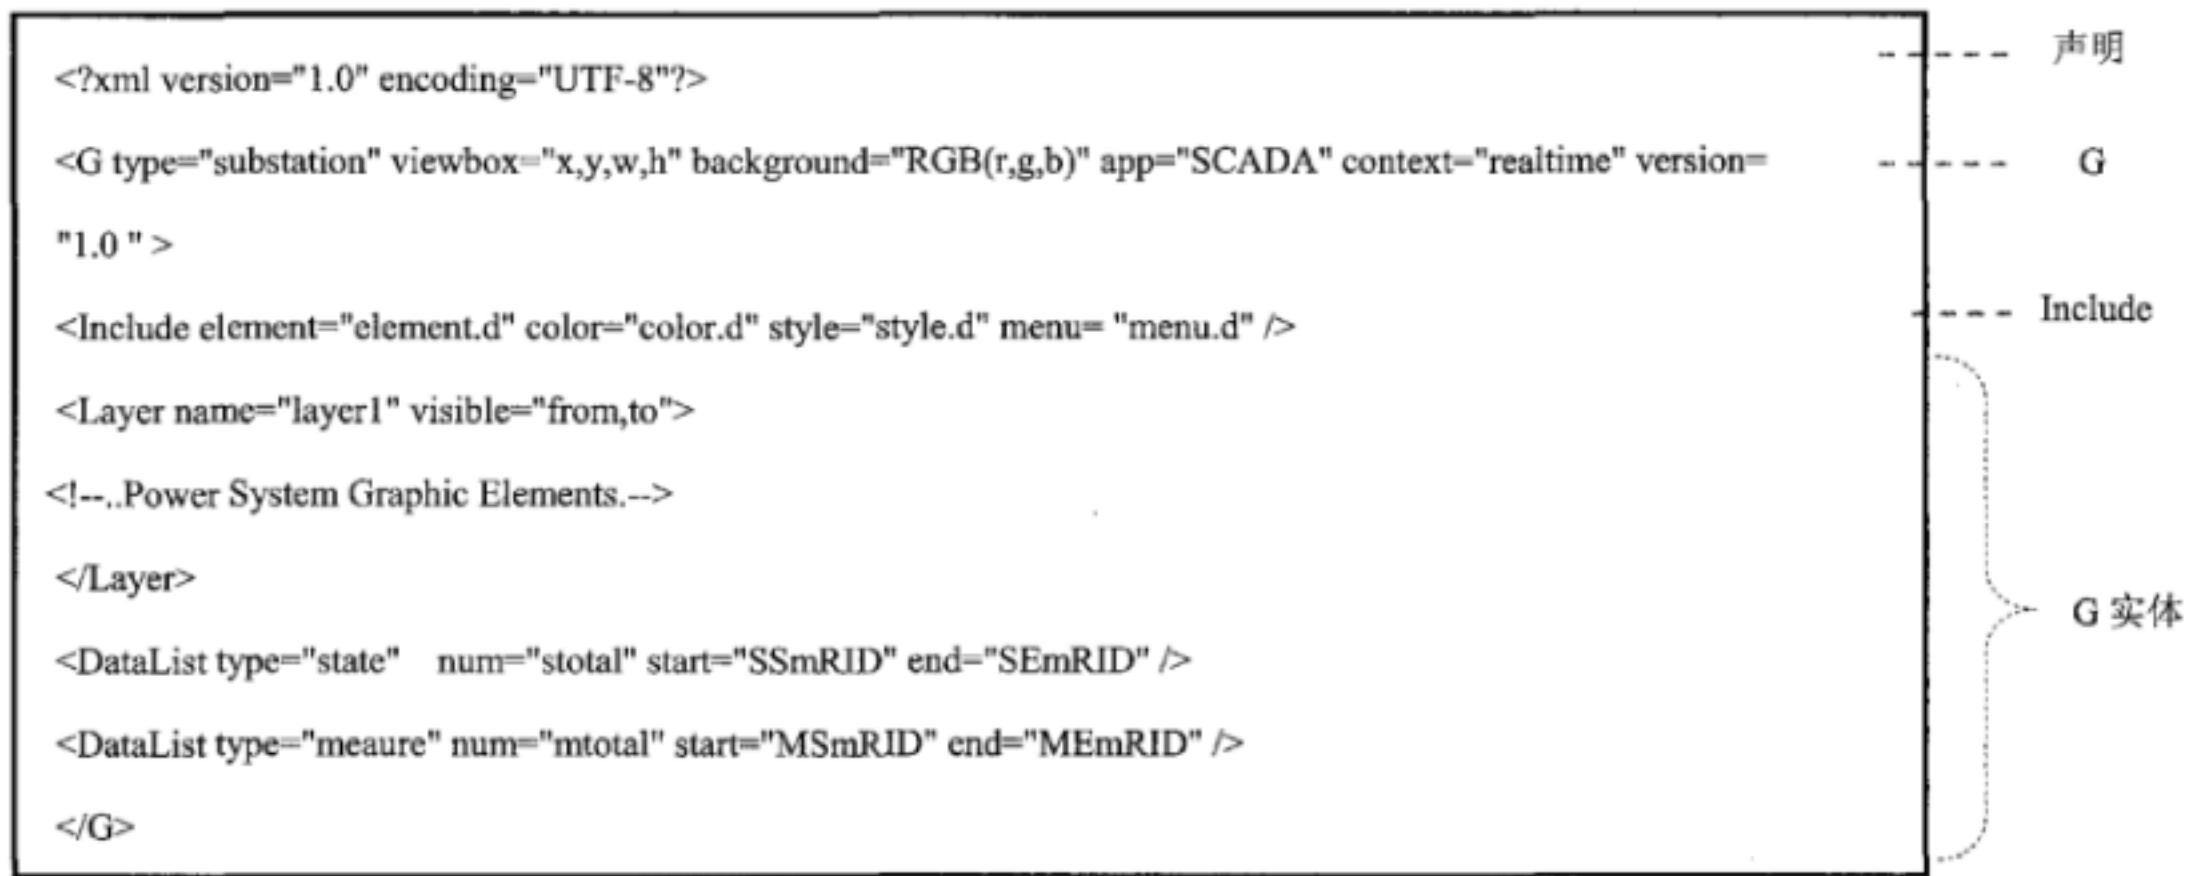 <?xml version="1.0" encoding="UTF-8"?>
声明
<G type="substation" viewbox="x,y,w,h" background="RGB(r,g,b)" app="SCADA" context="realtime" version=
G
"1.0 " >
<Include element="element.d" color="color.d" style="style.d" menu= "menu.d" />
Include
<Layer name="layer1" visible="from,to">
<!--..Power System Graphic Elements.-->
</Layer>
G 实体
<DataList type="state" num="stotal" start="SSmRID" end="SEmRID" />
<DataList type="meaure" num="mtotal" start="MSmRID" end="MEmRID" />
</G>